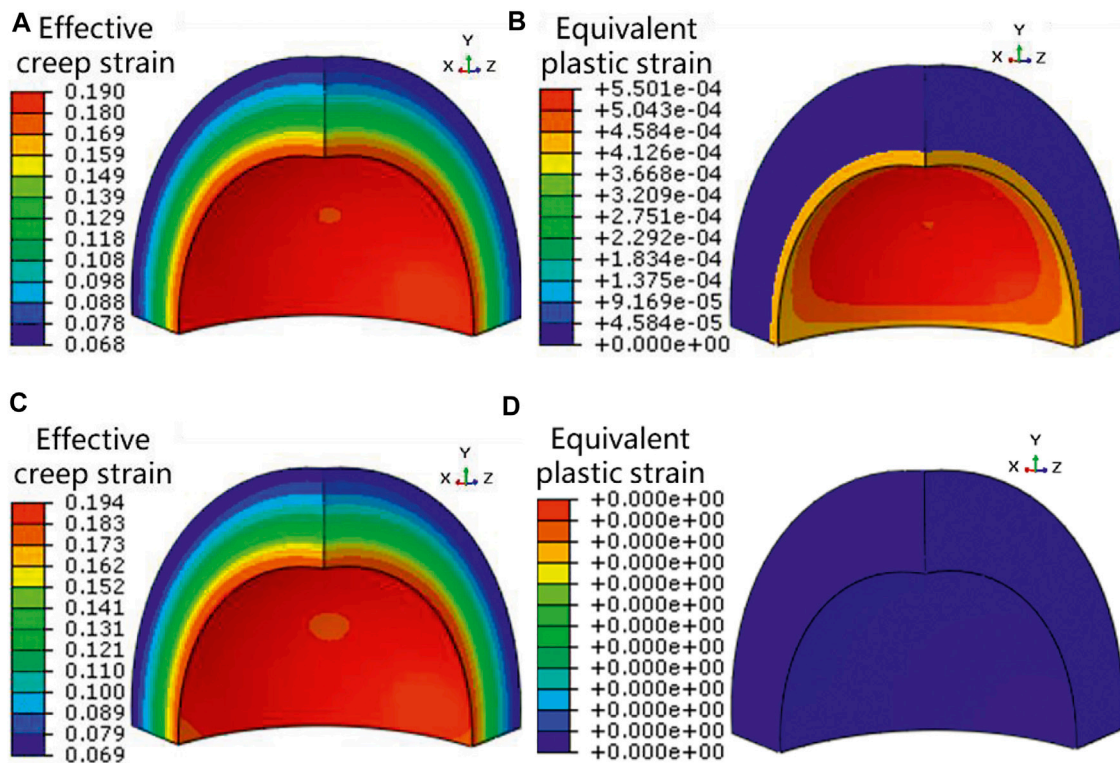 A
Effective
creep strain
0.190
0.180
0.169
0.159
0.149
0.139
0.129
0.118
0.108
0.098
0.088
0.078
0.068
Y
X Z
B
Equivalent
plastic strain
+5.501e-04
+5.043e-04
+4.584e-04
+4.126e-04
+3.668e-04
+3.209e-04
+2.751e-04
+2.292e-04
+1.834e-04
+1.375e-04
+9.169e-05
+4.584e-05
+0.000e+00
Y
X Z
C
Effective
creep strain
0.194
0.183
0.173
0.162
0.152
0.141
0.131
0.121
0.110
0.100
0.089
0.079
0.069
Y
X Z
D
Equivalent
plastic strain
+0.000e+00
+0.000e+00
+0.000e+00
+0.000e+00
+0.000e+00
+0.000e+00
+0.000e+00
+0.000e+00
+0.000e+00
+0.000e+00
+0.000e+00
+0.000e+00
+0.000e+00
Y
X Z